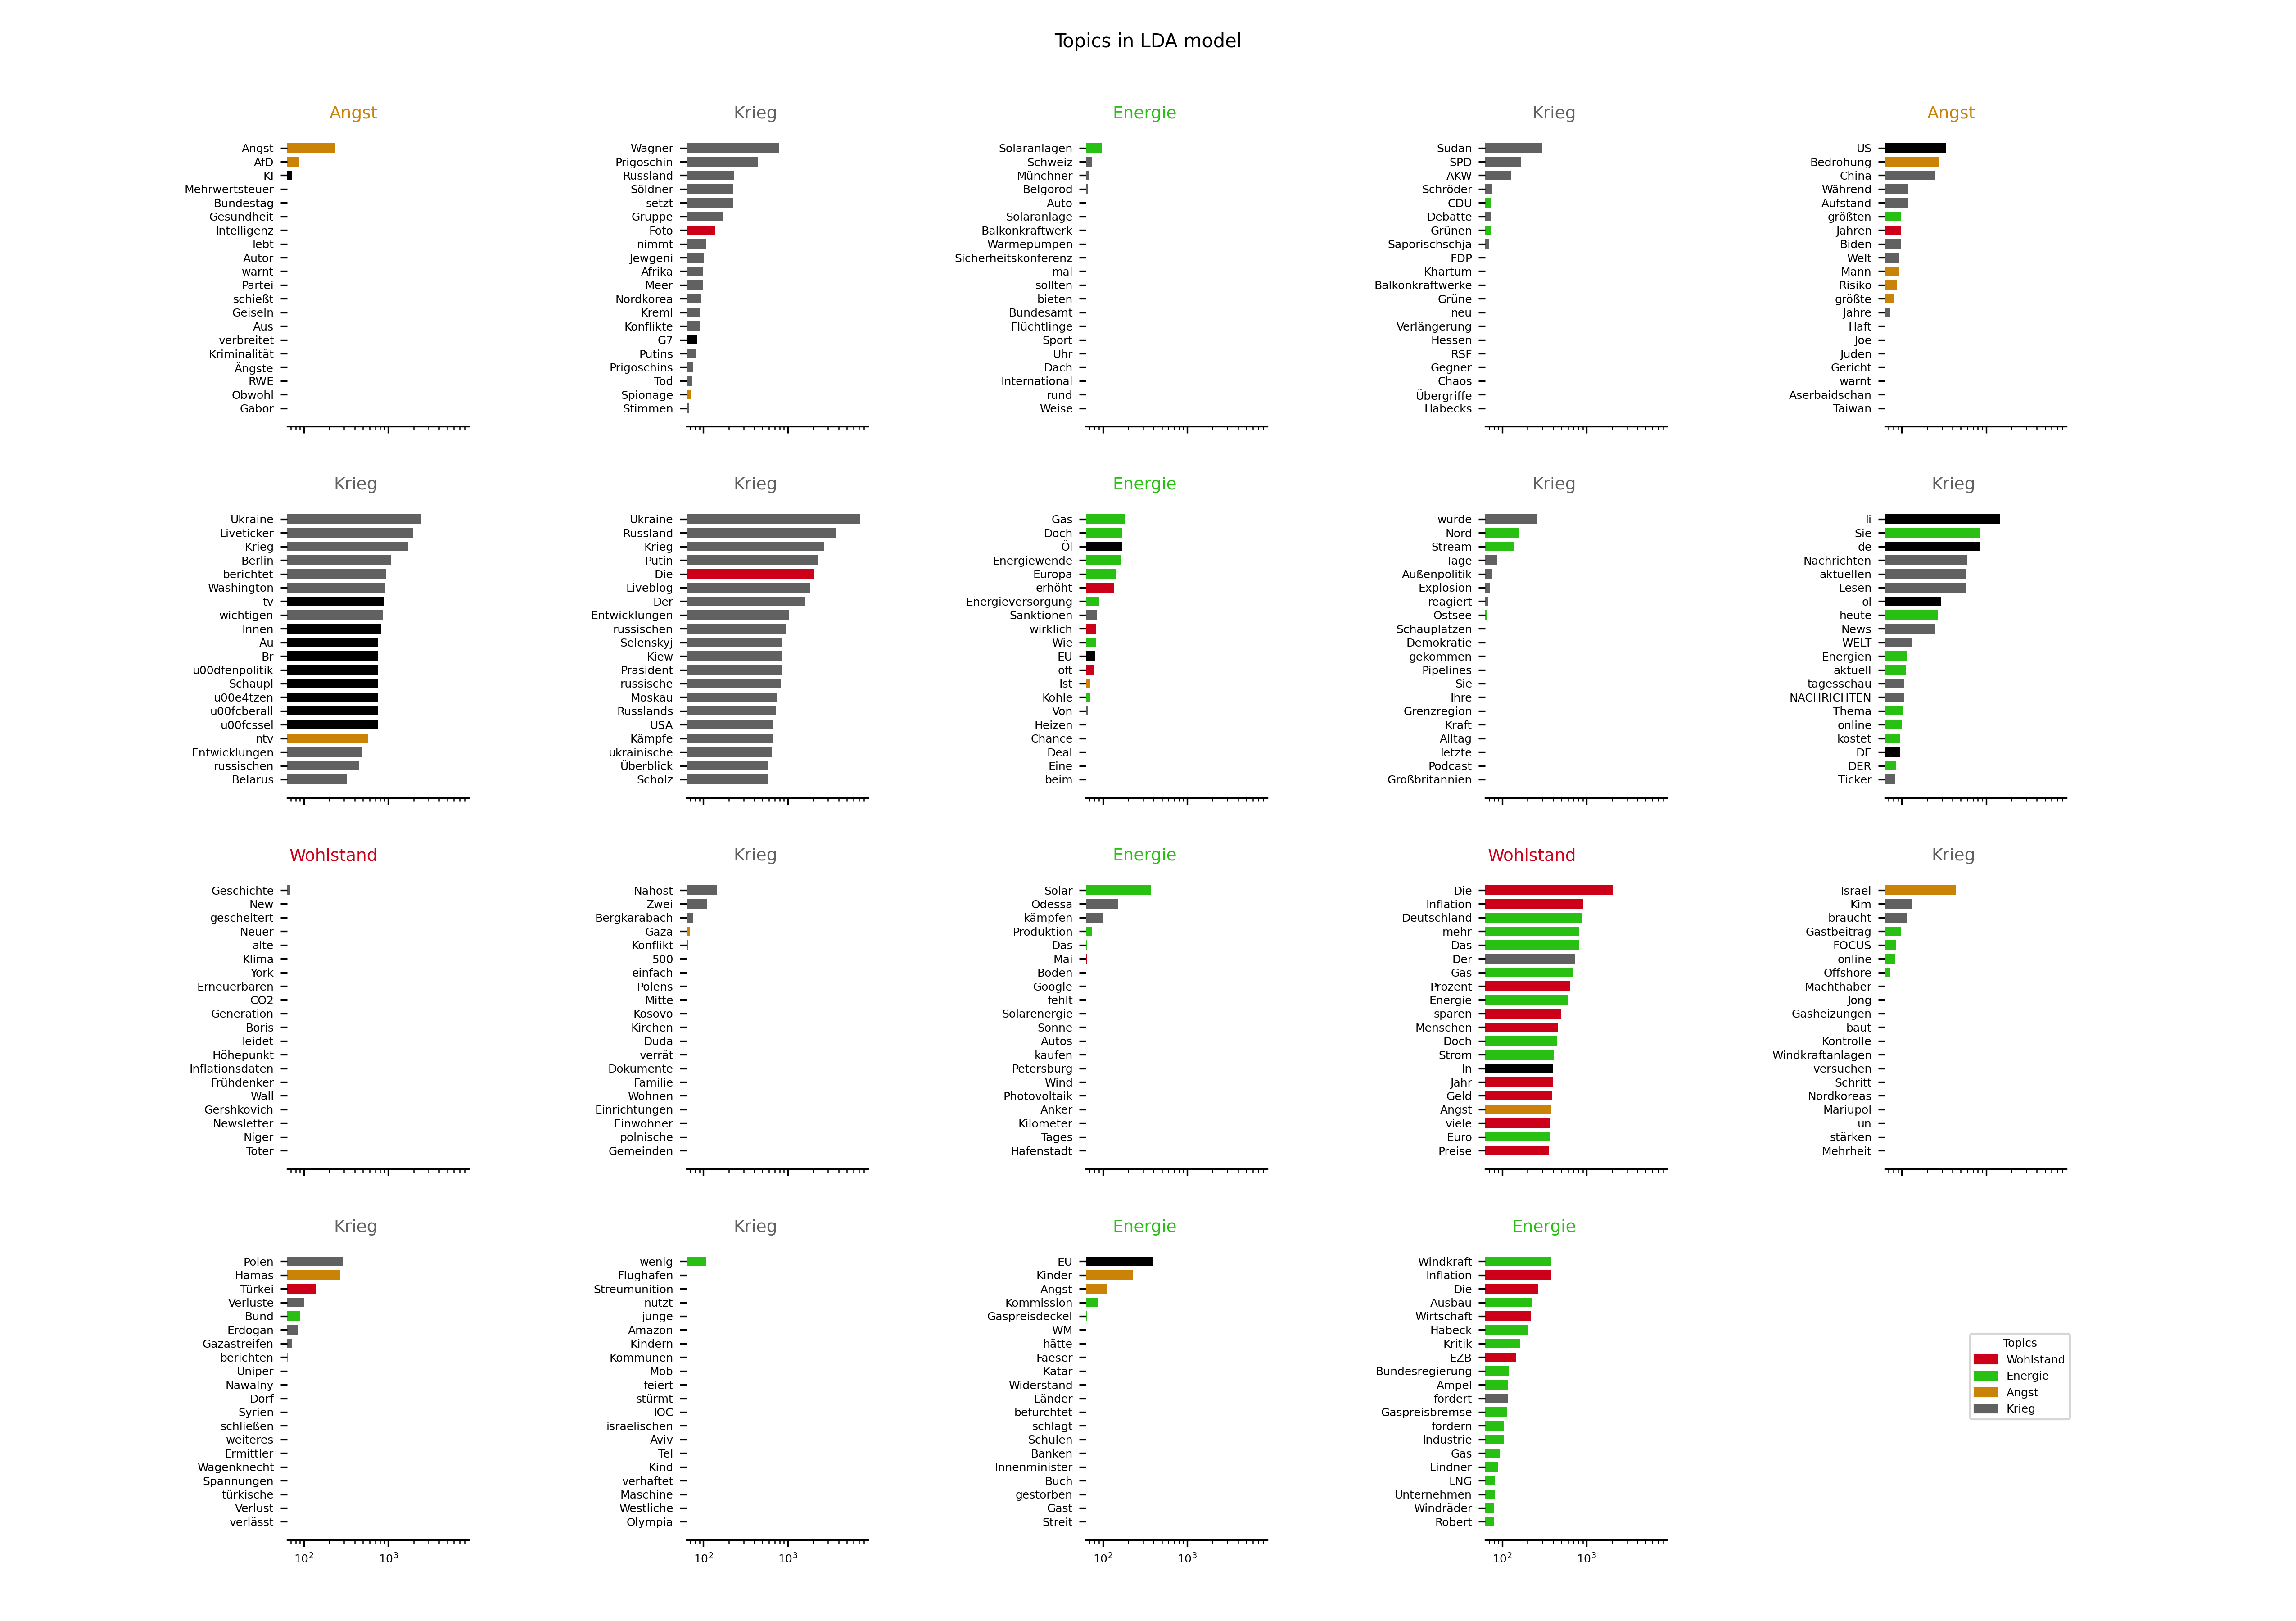 Topics in LDA model
Angst
Angst
AfD
KI
Mehrwertsteuer
Bundestag
Gesundheit
Intelligenz
lebt
Autor
warnt
Partei
schießt
Geiseln
Aus
verbreitet
Kriminalität
Ängste
RWE
Obwohl
Gabor
Krieg
Wagner
Prigoschin
Russland
Söldner
setzt
Gruppe
Foto
nimmt
Jewgeni
Afrika
Meer
Nordkorea
Kreml
Konflikte
G7
Putins
Prigoschins
Tod
Spionage
Stimmen
Energie
Solaranlagen
Schweiz
Münchner
Belgorod
Auto
Solaranlage
Balkonkraftwerk
Wärmepumpen
Sicherheitskonferenz
mal
sollten
bieten
Bundesamt
Flüchtlinge
Sport
Uhr
Dach
International
rund
Weise
Krieg
Sudan
SPD
AKW
Schröder
CDU
Debatte
Grünen
Saporischschja
FDP
Khartum
Balkonkraftwerke
Grüne
neu
Verlängerung
Hessen
RSF
Gegner
Chaos
Übergriffe
Habecks
Angst
US
Bedrohung
China
Während
Aufstand
größten
Jahren
Biden
Welt
Mann
Risiko
größte
Jahre
Haft
Joe
Juden
Gericht
warnt
Aserbaidschan
Taiwan
Krieg
Ukraine
Liveticker
Krieg
Berlin
berichtet
Washington
tv
wichtigen
Innen
Au
Br
u00dfenpolitik
Schaupl
u00e4tzen
u00fcberall
u00fcssel
ntv
Entwicklungen
russischen
Belarus
Krieg
Ukraine
Russland
Krieg
Putin
Die
Liveblog
Der
Entwicklungen
russischen
Selenskyj
Kiew
Präsident
russische
Moskau
Russlands
USA
Kämpfe
ukrainische
Überblick
Scholz
Energie
Gas
Doch
Öl
Energiewende
Europa
erhöht
Energieversorgung
Sanktionen
wirklich
Wie
EU
oft
Ist
Kohle
Von
Heizen
Chance
Deal
Eine
beim
Krieg
wurde
Nord
Stream
Tage
Außenpolitik
Explosion
reagiert
Ostsee
Schauplätzen
Demokratie
gekommen
Pipelines
Sie
Ihre
Grenzregion
Kraft
Alltag
letzte
Podcast
Großbritannien
Krieg
li
Sie
de
Nachrichten
aktuellen
Lesen
ol
heute
News
WELT
Energien
aktuell
tagesschau
NACHRICHTEN
Thema
online
kostet
DE
DER
Ticker
Wohlstand
Geschichte
New
gescheitert
Neuer
alte
Klima
York
Erneuerbaren
CO2
Generation
Boris
leidet
Höhepunkt
Inflationsdaten
Frühdenker
Wall
Gershkovich
Newsletter
Niger
Toter
Krieg
Nahost
Zwei
Bergkarabach
Gaza
Konflikt
500
einfach
Polens
Mitte
Kosovo
Kirchen
Duda
verrät
Dokumente
Familie
Wohnen
Einrichtungen
Einwohner
polnische
Gemeinden
Energie
Solar
Odessa
kämpfen
Produktion
Das
Mai
Boden
Google
fehlt
Solarenergie
Sonne
Autos
kaufen
Petersburg
Wind
Photovoltaik
Anker
Kilometer
Tages
Hafenstadt
Wohlstand
Die
Inflation
Deutschland
mehr
Das
Der
Gas
Prozent
Energie
sparen
Menschen
Doch
Strom
In
Jahr
Geld
Angst
viele
Euro
Preise
Krieg
Israel
Kim
braucht
Gastbeitrag
FOCUS
online
Offshore
Machthaber
Jong
Gasheizungen
baut
Kontrolle
Windkraftanlagen
versuchen
Schritt
Nordkoreas
Mariupol
un
stärken
Mehrheit
Krieg
Polen
Hamas
Türkei
Verluste
Bund
Erdogan
Gazastreifen
berichten
Uniper
Nawalny
Dorf
Syrien
schließen
weiteres
Ermittler
Wagenknecht
Spannungen
türkische
Verlust
verlässt
10² 10³
Krieg
wenig
Flughafen
Streumunition
nutzt
junge
Amazon
Kindern
Kommunen
Mob
feiert
stürmt
IOC
israelischen
Aviv
Tel
Kind
verhaftet
Maschine
Westliche
Olympia
10² 10³
Energie
EU
Kinder
Angst
Kommission
Gaspreisdeckel
WM
hätte
Faeser
Katar
Widerstand
Länder
befürchtet
schlägt
Schulen
Banken
Innenminister
Buch
gestorben
Gast
Streit
10² 10³
Energie
Windkraft
Inflation
Die
Ausbau
Wirtschaft
Habeck
Kritik
EZB
Bundesregierung
Ampel
fordert
Gaspreisbremse
fordern
Industrie
Gas
Lindner
LNG
Unternehmen
Windräder
Robert
10² 10³
Topics
Wohlstand
Energie
Angst
Krieg